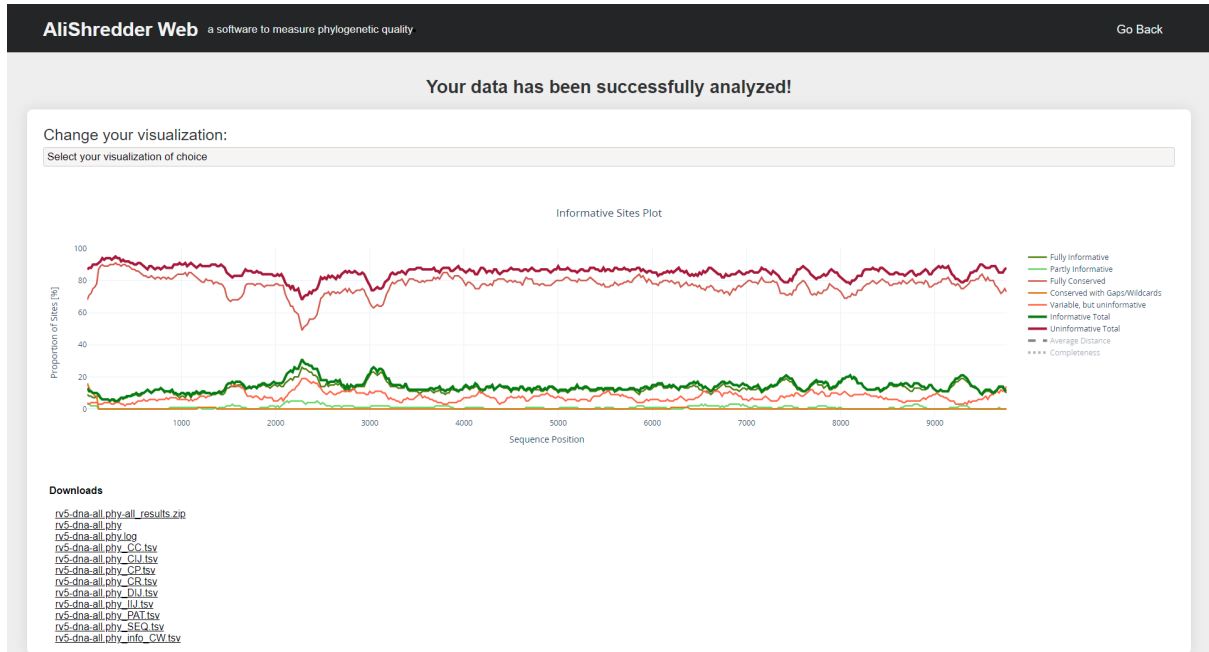 AliShredder Web a software to measure phylogenetic quality Go Back
Your data has been successfully analyzed!
Change your visualization:
Select your visualization of choice
Informative Sites Plot
100
80
60
40
20
0
Proportion of Sites [%]
1000 2000 3000 4000 5000 6000 7000 8000 9000
Sequence Position
Fully Informative
Partly Informative
Fully Conserved
Conserved with Gaps/Wildcards
Variable, but uninformative
Informative Total
Uninformative Total
Average Distance
Completeness
Downloads
rv5-dna-all.phy-all_results.zip
rv5-dna-all.phy
rv5-dna-all.phy.log
rv5-dna-all.phy_CC.tsv
rv5-dna-all.phy_CIJ.tsv
rv5-dna-all.phy_CP.tsv
rv5-dna-all.phy_CR.tsv
rv5-dna-all.phy_DIJ.tsv
rv5-dna-all.phy_IIJ.tsv
rv5-dna-all.phy_PAT.tsv
rv5-dna-all.phy_SEQ.tsv
rv5-dna-all.phy_info_CW.tsv